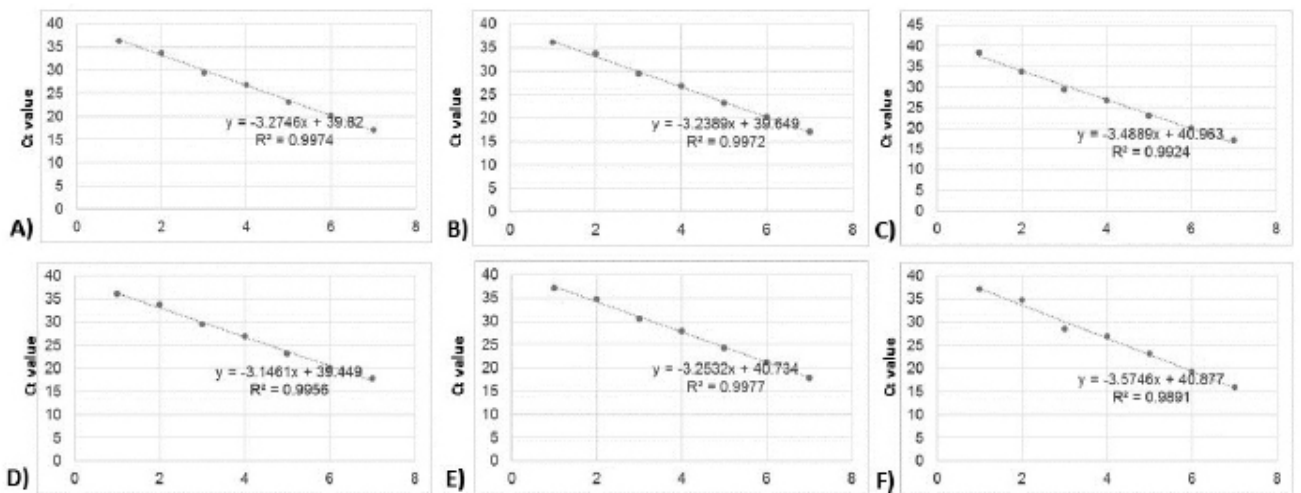 40
35
30
25
20
15
10
5
0
Ct value
y = -3.2746x + 39.82
R² = 0.9974
0 2 4 6 8
A)
40
35
30
25
20
15
10
5
0
Ct value
y = -3.2389x + 39.649
R² = 0.9972
0 2 4 6 8
B)
45
40
35
30
25
20
15
10
5
0
Ct value
y = -3.4889x + 40.963
R² = 0.9924
0 2 4 6 8
C)
40
35
30
25
20
15
10
5
0
Ct value
y = -3.1461x + 39.449
R² = 0.9956
0 2 4 6 8
D)
40
35
30
25
20
15
10
5
0
Ct value
y = -3.2532x + 40.734
R² = 0.9977
0 2 4 6 8
E)
40
35
30
25
20
15
10
5
0
Ct value
y = -3.5746x + 40.877
R² = 0.9891
0 2 4 6 8
F)